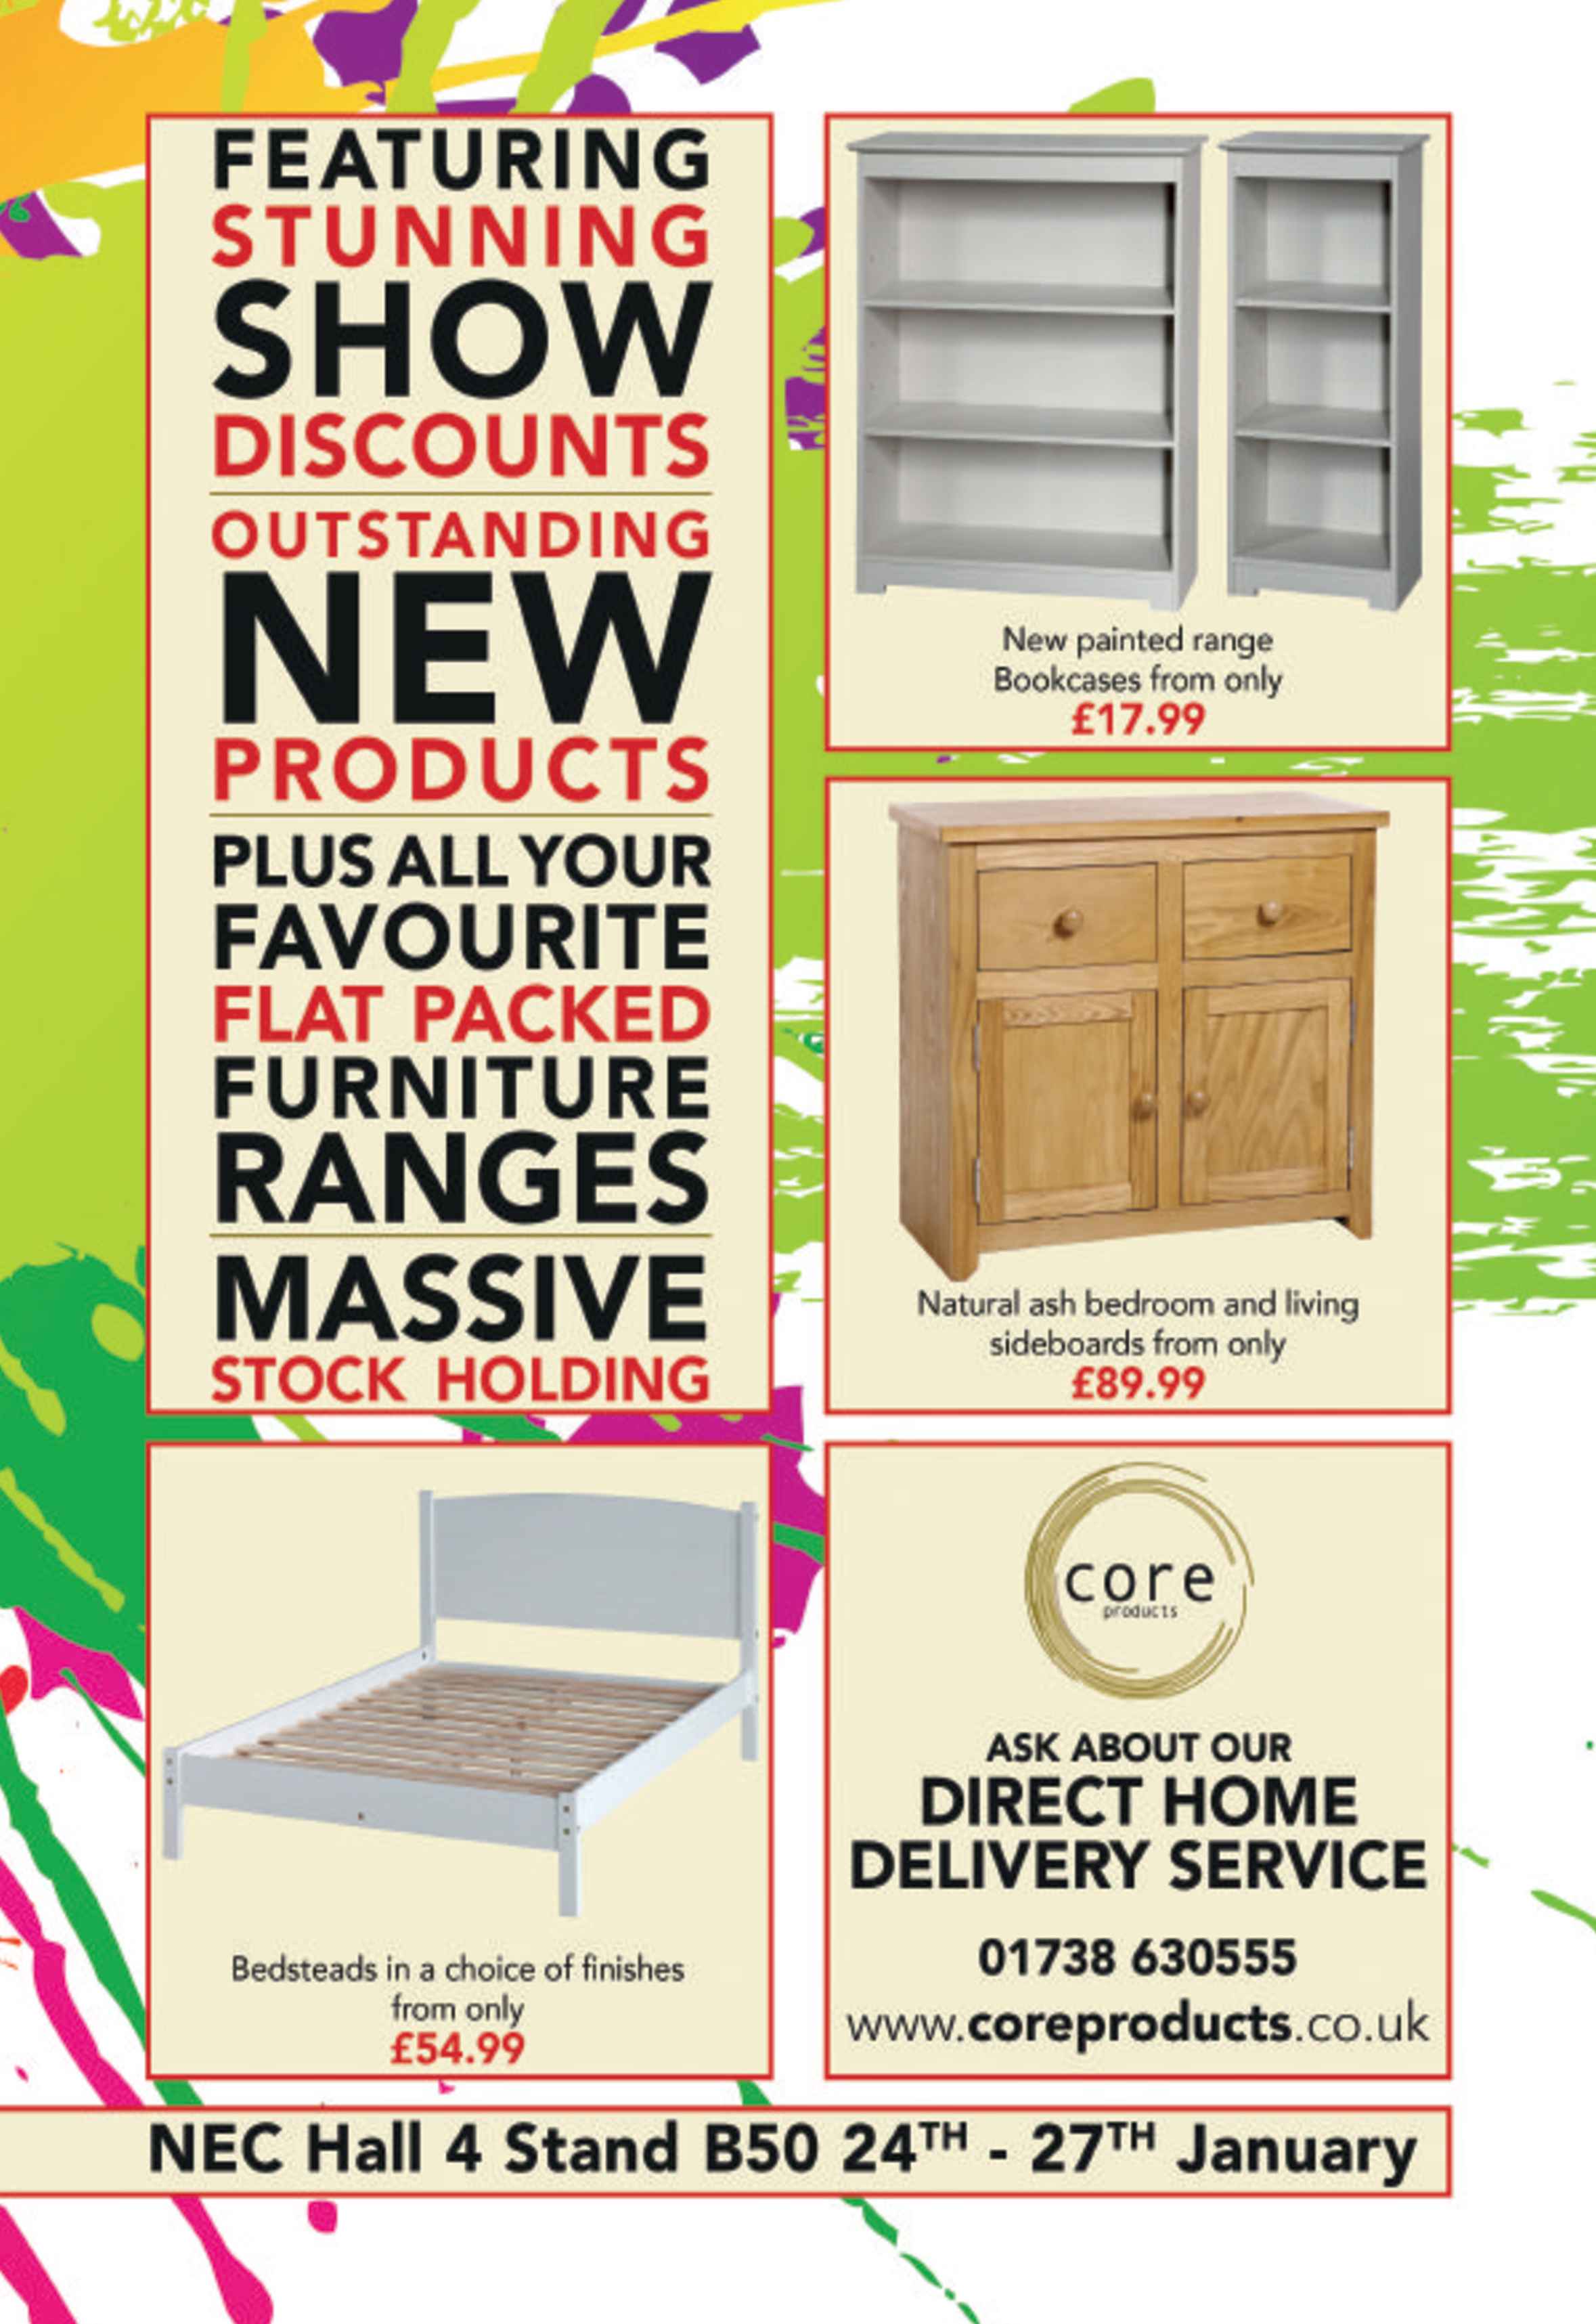 FEATURING
STUNNING
SHOW
DISCOUNTS
OUTSTANDING
NEW
PRODUCTS
PLUS ALL YOUR
FAVOURITE
FLAT PACKED
FURNITURE
RANGES
MASSIVE
STOCK HOLDING
New painted range
Bookcases from only
£17.99
Natural ash bedroom and living
sideboards from only
£89.99
Bedsteads in a choice of finishes
from only
£54.99
core
products
ASK ABOUT OUR
DIRECT HOME
DELIVERY SERVICE
01738 630555
www.coreproducts.co.uk
NEC Hall 4 Stand B50 24TH - 27TH January